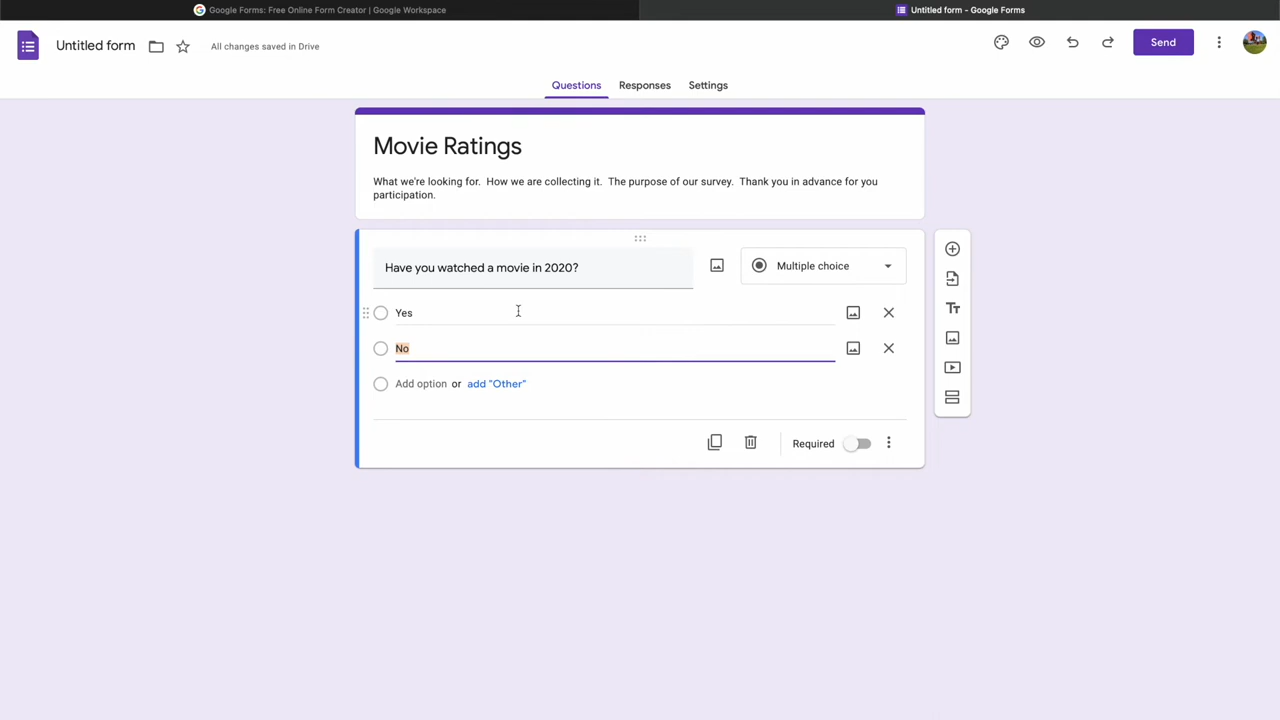 Google Forms: Free Online Form Creator | Google Workspace
Untitled form - Google Forms
Untitled form
All changes saved in Drive
Send
Questions
Responses
Settings
Movie Ratings
What we're looking for.  How we are collecting it.  The purpose of our survey.  Thank you in advance for you
participation.
Have you watched a movie in 2020?
Multiple choice
Yes
No
Add option or add "Other"
Required